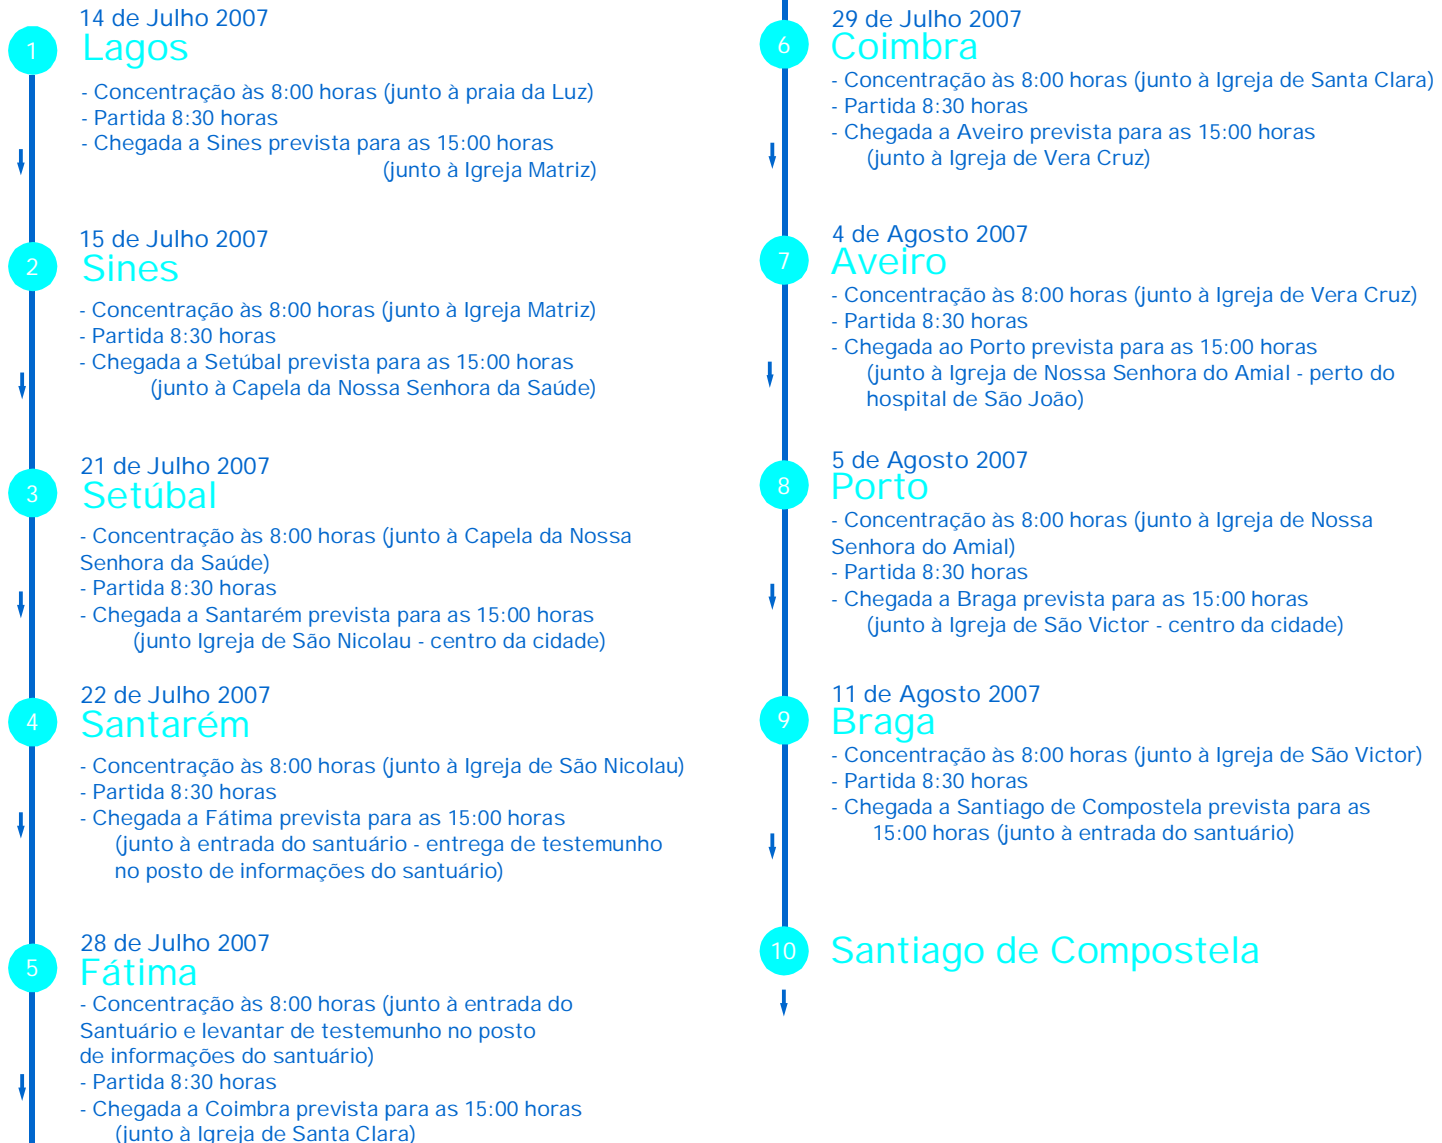 14 de Julho 2007
1
Lagos
- Concentração às 8:00 horas (junto à praia da Luz)
- Partida 8:30 horas
- Chegada a Sines prevista para as 15:00 horas
(junto à Igreja Matriz)
15 de Julho 2007
2
Sines
- Concentração às 8:00 horas (junto à Igreja Matriz)
- Partida 8:30 horas
- Chegada a Setúbal prevista para as 15:00 horas
(junto à Capela da Nossa Senhora da Saúde)
21 de Julho 2007
3
Setúbal
- Concentração às 8:00 horas (junto à Capela da Nossa
Senhora da Saúde)
- Partida 8:30 horas
- Chegada a Santarém prevista para as 15:00 horas
(junto Igreja de São Nicolau - centro da cidade)
22 de Julho 2007
4
Santarém
- Concentração às 8:00 horas (junto à Igreja de São Nicolau)
- Partida 8:30 horas
- Chegada a Fátima prevista para as 15:00 horas
(junto à entrada do santuário - entrega de testemunho
no posto de informações do santuário)
28 de Julho 2007
5
Fátima
- Concentração às 8:00 horas (junto à entrada do
Santuário e levantar de testemunho no posto
de informações do santuário)
- Partida 8:30 horas
- Chegada a Coimbra prevista para as 15:00 horas
(junto à Igreja de Santa Clara)
29 de Julho 2007
6
Coimbra
- Concentração às 8:00 horas (junto à Igreja de Santa Clara)
- Partida 8:30 horas
- Chegada a Aveiro prevista para as 15:00 horas
(junto à Igreja de Vera Cruz)
4 de Agosto 2007
7
Aveiro
- Concentração às 8:00 horas (junto à Igreja de Vera Cruz)
- Partida 8:30 horas
- Chegada ao Porto prevista para as 15:00 horas
(junto à Igreja de Nossa Senhora do Amial - perto do
hospital de São João)
5 de Agosto 2007
8
Porto
- Concentração às 8:00 horas (junto à Igreja de Nossa
Senhora do Amial)
- Partida 8:30 horas
- Chegada a Braga prevista para as 15:00 horas
(junto à Igreja de São Victor - centro da cidade)
11 de Agosto 2007
9
Braga
- Concentração às 8:00 horas (junto à Igreja de São Victor)
- Partida 8:30 horas
- Chegada a Santiago de Compostela prevista para as
15:00 horas (junto à entrada do santuário)
10
Santiago de Compostela